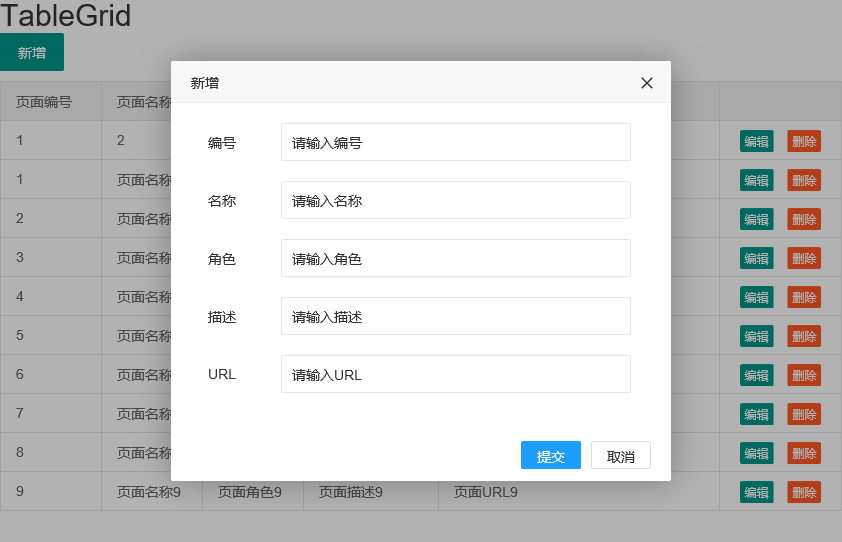 TableGrid
新增
新增
页面编号 页面名称
编号 请输入编号
1 2 编辑 删除
1 页面名称 编辑 删除
名称 请输入名称
2 页面名称 编辑 删除
3 页面名称 编辑 删除
角色 请输入角色
4 页面名称 编辑 删除
描述 请输入描述
5 页面名称 编辑 删除
6 页面名称 编辑 删除
URL 请输入URL
7 页面名称 编辑 删除
8 页面名称 编辑 删除
提交 取消
9 页面名称9 页面角色9 页面描述9 页面URL9 编辑 删除